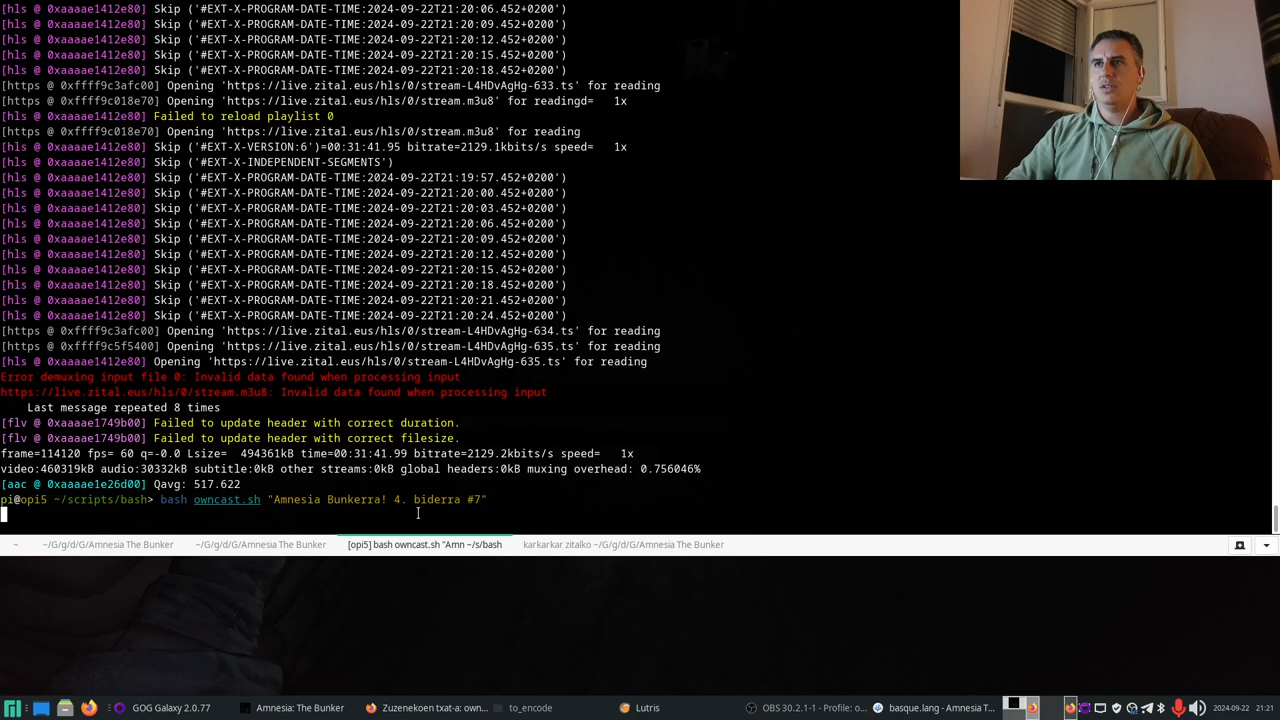 [hls @ 0xaaaae1412e80] Skip ('#EXT-X-PROGRAM-DATE-TIME:2024-09-22T21:20:06.452+0200')
[hls @ 0xaaaae1412e80] Skip ('#EXT-X-PROGRAM-DATE-TIME:2024-09-22T21:20:09.452+0200')
[hls @ 0xaaaae1412e80] Skip ('#EXT-X-PROGRAM-DATE-TIME:2024-09-22T21:20:12.452+0200')
[hls @ 0xaaaae1412e80] Skip ('#EXT-X-PROGRAM-DATE-TIME:2024-09-22T21:20:15.452+0200')
[hls @ 0xaaaae1412e80] Skip ('#EXT-X-PROGRAM-DATE-TIME:2024-09-22T21:20:18.452+0200')
[https @ 0xffff9c3afc00] Opening 'https://live.zital.eus/hls/0/stream-L4HDvAgHg-633.ts' for reading
[https @ 0xffff9c018e70] Opening 'https://live.zital.eus/hls/0/stream.m3u8' for readingd=   1x
[hls @ 0xaaaae1412e80] Failed to reload playlist 0
[https @ 0xffff9c018e70] Opening 'https://live.zital.eus/hls/0/stream.m3u8' for reading
[hls @ 0xaaaae1412e80] Skip ('#EXT-X-VERSION:6')=00:31:41.95 bitrate=2129.1kbits/s speed=   1x
[hls @ 0xaaaae1412e80] Skip ('#EXT-X-INDEPENDENT-SEGMENTS')
[hls @ 0xaaaae1412e80] Skip ('#EXT-X-PROGRAM-DATE-TIME:2024-09-22T21:19:57.452+0200')
[hls @ 0xaaaae1412e80] Skip ('#EXT-X-PROGRAM-DATE-TIME:2024-09-22T21:20:00.452+0200')
[hls @ 0xaaaae1412e80] Skip ('#EXT-X-PROGRAM-DATE-TIME:2024-09-22T21:20:03.452+0200')
[hls @ 0xaaaae1412e80] Skip ('#EXT-X-PROGRAM-DATE-TIME:2024-09-22T21:20:06.452+0200')
[hls @ 0xaaaae1412e80] Skip ('#EXT-X-PROGRAM-DATE-TIME:2024-09-22T21:20:09.452+0200')
[hls @ 0xaaaae1412e80] Skip ('#EXT-X-PROGRAM-DATE-TIME:2024-09-22T21:20:12.452+0200')
[hls @ 0xaaaae1412e80] Skip ('#EXT-X-PROGRAM-DATE-TIME:2024-09-22T21:20:15.452+0200')
[hls @ 0xaaaae1412e80] Skip ('#EXT-X-PROGRAM-DATE-TIME:2024-09-22T21:20:18.452+0200')
[hls @ 0xaaaae1412e80] Skip ('#EXT-X-PROGRAM-DATE-TIME:2024-09-22T21:20:21.452+0200')
[hls @ 0xaaaae1412e80] Skip ('#EXT-X-PROGRAM-DATE-TIME:2024-09-22T21:20:24.452+0200')
[https @ 0xffff9c3afc00] Opening 'https://live.zital.eus/hls/0/stream-L4HDvAgHg-634.ts' for reading
[https @ 0xffff9c5f5400] Opening 'https://live.zital.eus/hls/0/stream-L4HDvAgHg-635.ts' for reading
[hls @ 0xaaaae1412e80] Opening 'https://live.zital.eus/hls/0/stream-L4HDvAgHg-635.ts' for reading
Error demuxing input file 0: Invalid data found when processing input
https://live.zital.eus/hls/0/stream.m3u8: Invalid data found when processing input
    Last message repeated 8 times
[flv @ 0xaaaae1749b00] Failed to update header with correct duration.
[flv @ 0xaaaae1749b00] Failed to update header with correct filesize.
frame=114120 fps= 60 q=-0.0 Lsize=  494361kB time=00:31:41.99 bitrate=2129.2kbits/s speed=   1x
video:460319kB audio:30332kB subtitle:0kB other streams:0kB global headers:0kB muxing overhead: 0.756046%
[aac @ 0xaaaae1e26d00] Qavg: 517.622
pi@opi5 ~/scripts/bash> bash owncast.sh "Amnesia Bunkerra! 4. biderra #7"
~ ~/G/g/d/G/Amnesia The Bunker ~/G/g/d/G/Amnesia The Bunker [opi5] bash owncast.sh "Amn ~/s/bash karkarkar zitalko ~/G/g/d/G/Amnesia The Bunker
GOG Galaxy 2.0.77 Amnesia: The Bunker Zuzenekoen txat-a: own... to_encode Lutris OBS 30.2.1-1 - Profile: o... basque.lang - Amnesia T... 2024-09-22 21:21